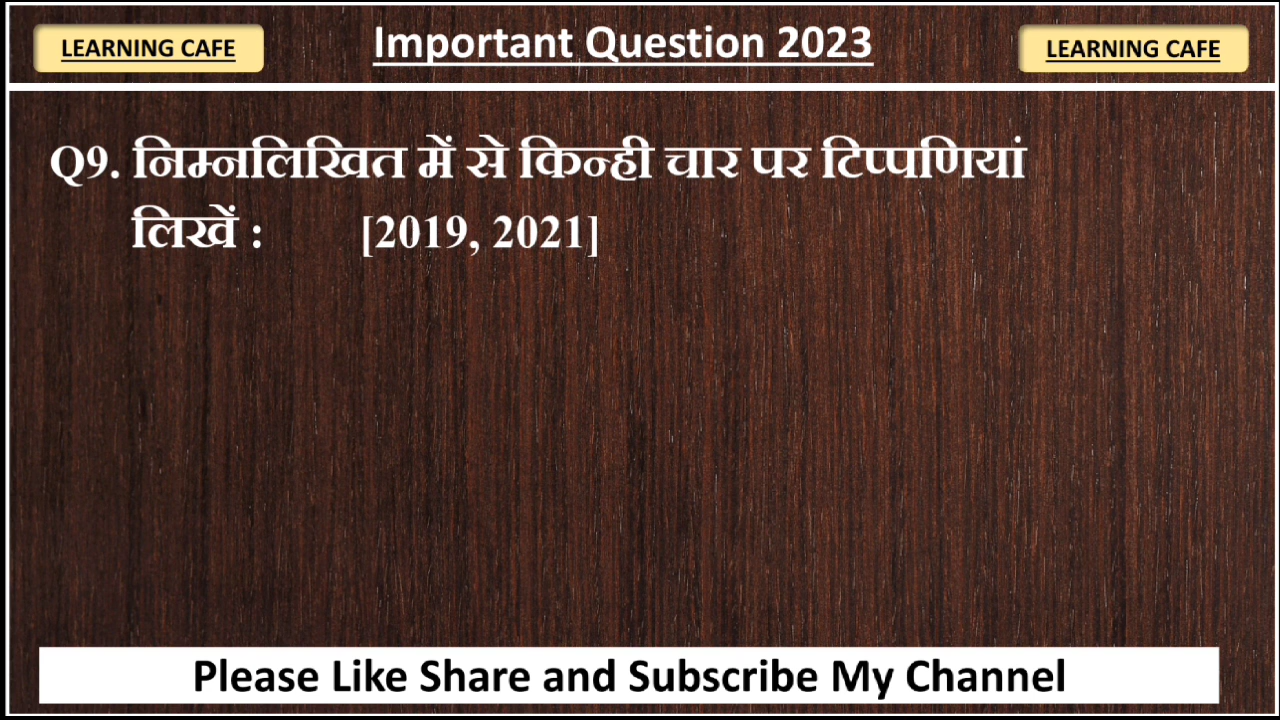 LEARNING CAFE
Important Question 2023
LEARNING CAFE
Q9. निम्नलिखित में से किन्ही चार पर टिप्पणियां
लिखें : [2019, 2021]
Please Like Share and Subscribe My Channel